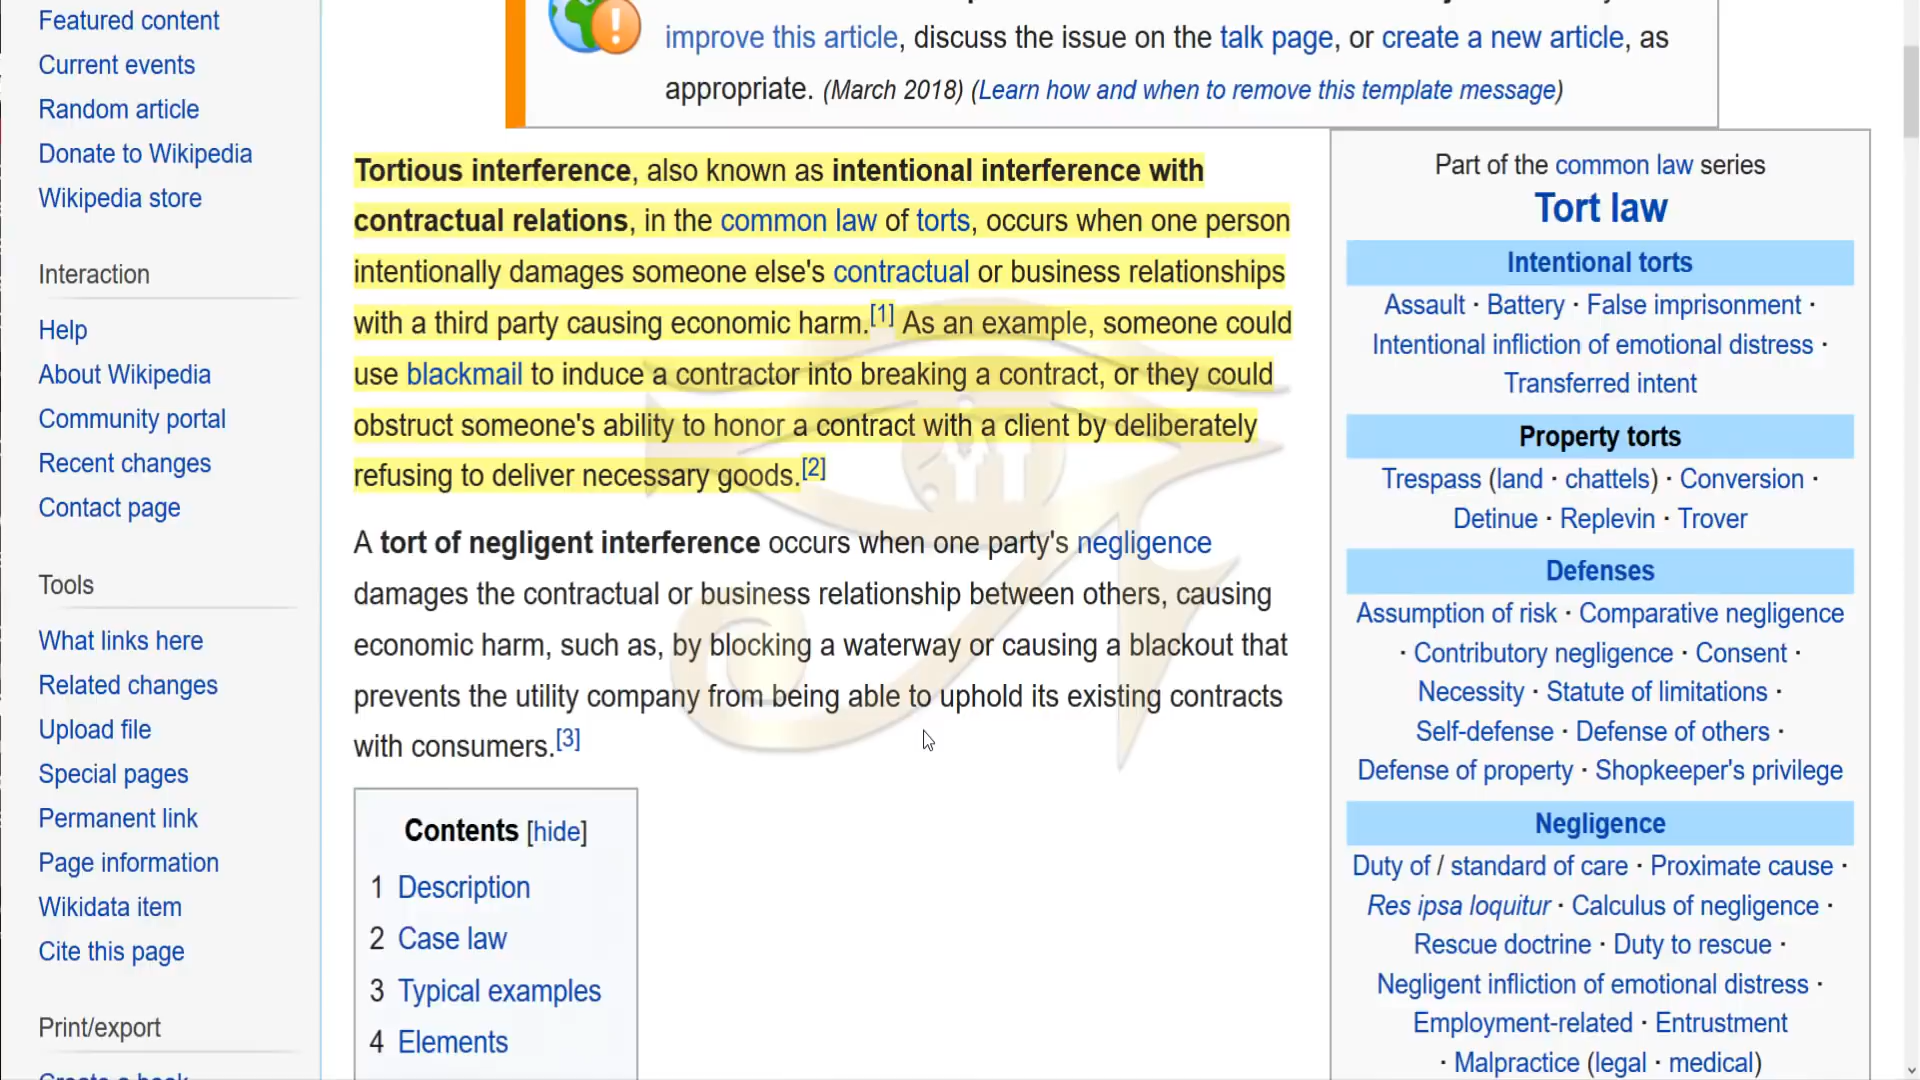 Featured content
Current events
Random article
Donate to Wikipedia
Wikipedia store
Interaction
Help
About Wikipedia
Community portal
Recent changes
Contact page
Tools
What links here
Related changes
Upload file
Special pages
Permanent link
Page information
Wikidata item
Cite this page
Print/export
improve this article, discuss the issue on the talk page, or create a new article, as
appropriate. (March 2018) (Learn how and when to remove this template message)
Tortious interference, also known as intentional interference with
contractual relations, in the common law of torts, occurs when one person
intentionally damages someone else's contractual or business relationships
with a third party causing economic harm.[1] As an example, someone could
use blackmail to induce a contractor into breaking a contract, or they could
obstruct someone's ability to honor a contract with a client by deliberately
refusing to deliver necessary goods.[2]
A tort of negligent interference occurs when one party's negligence
damages the contractual or business relationship between others, causing
economic harm, such as, by blocking a waterway or causing a blackout that
prevents the utility company from being able to uphold its existing contracts
with consumers.[3]
Contents [hide]
1 Description
2 Case law
3 Typical examples
4 Elements
Part of the common law series
Tort law
Intentional torts
Assault · Battery · False imprisonment ·
Intentional infliction of emotional distress ·
Transferred intent
Property torts
Trespass (land · chattels) · Conversion ·
Detinue · Replevin · Trover
Defenses
Assumption of risk · Comparative negligence
· Contributory negligence · Consent ·
Necessity · Statute of limitations ·
Self-defense · Defense of others ·
Defense of property · Shopkeeper's privilege
Negligence
Duty of / standard of care · Proximate cause ·
Res ipsa loquitur · Calculus of negligence ·
Rescue doctrine · Duty to rescue ·
Negligent infliction of emotional distress ·
Employment-related · Entrustment
· Malpractice (legal · medical)